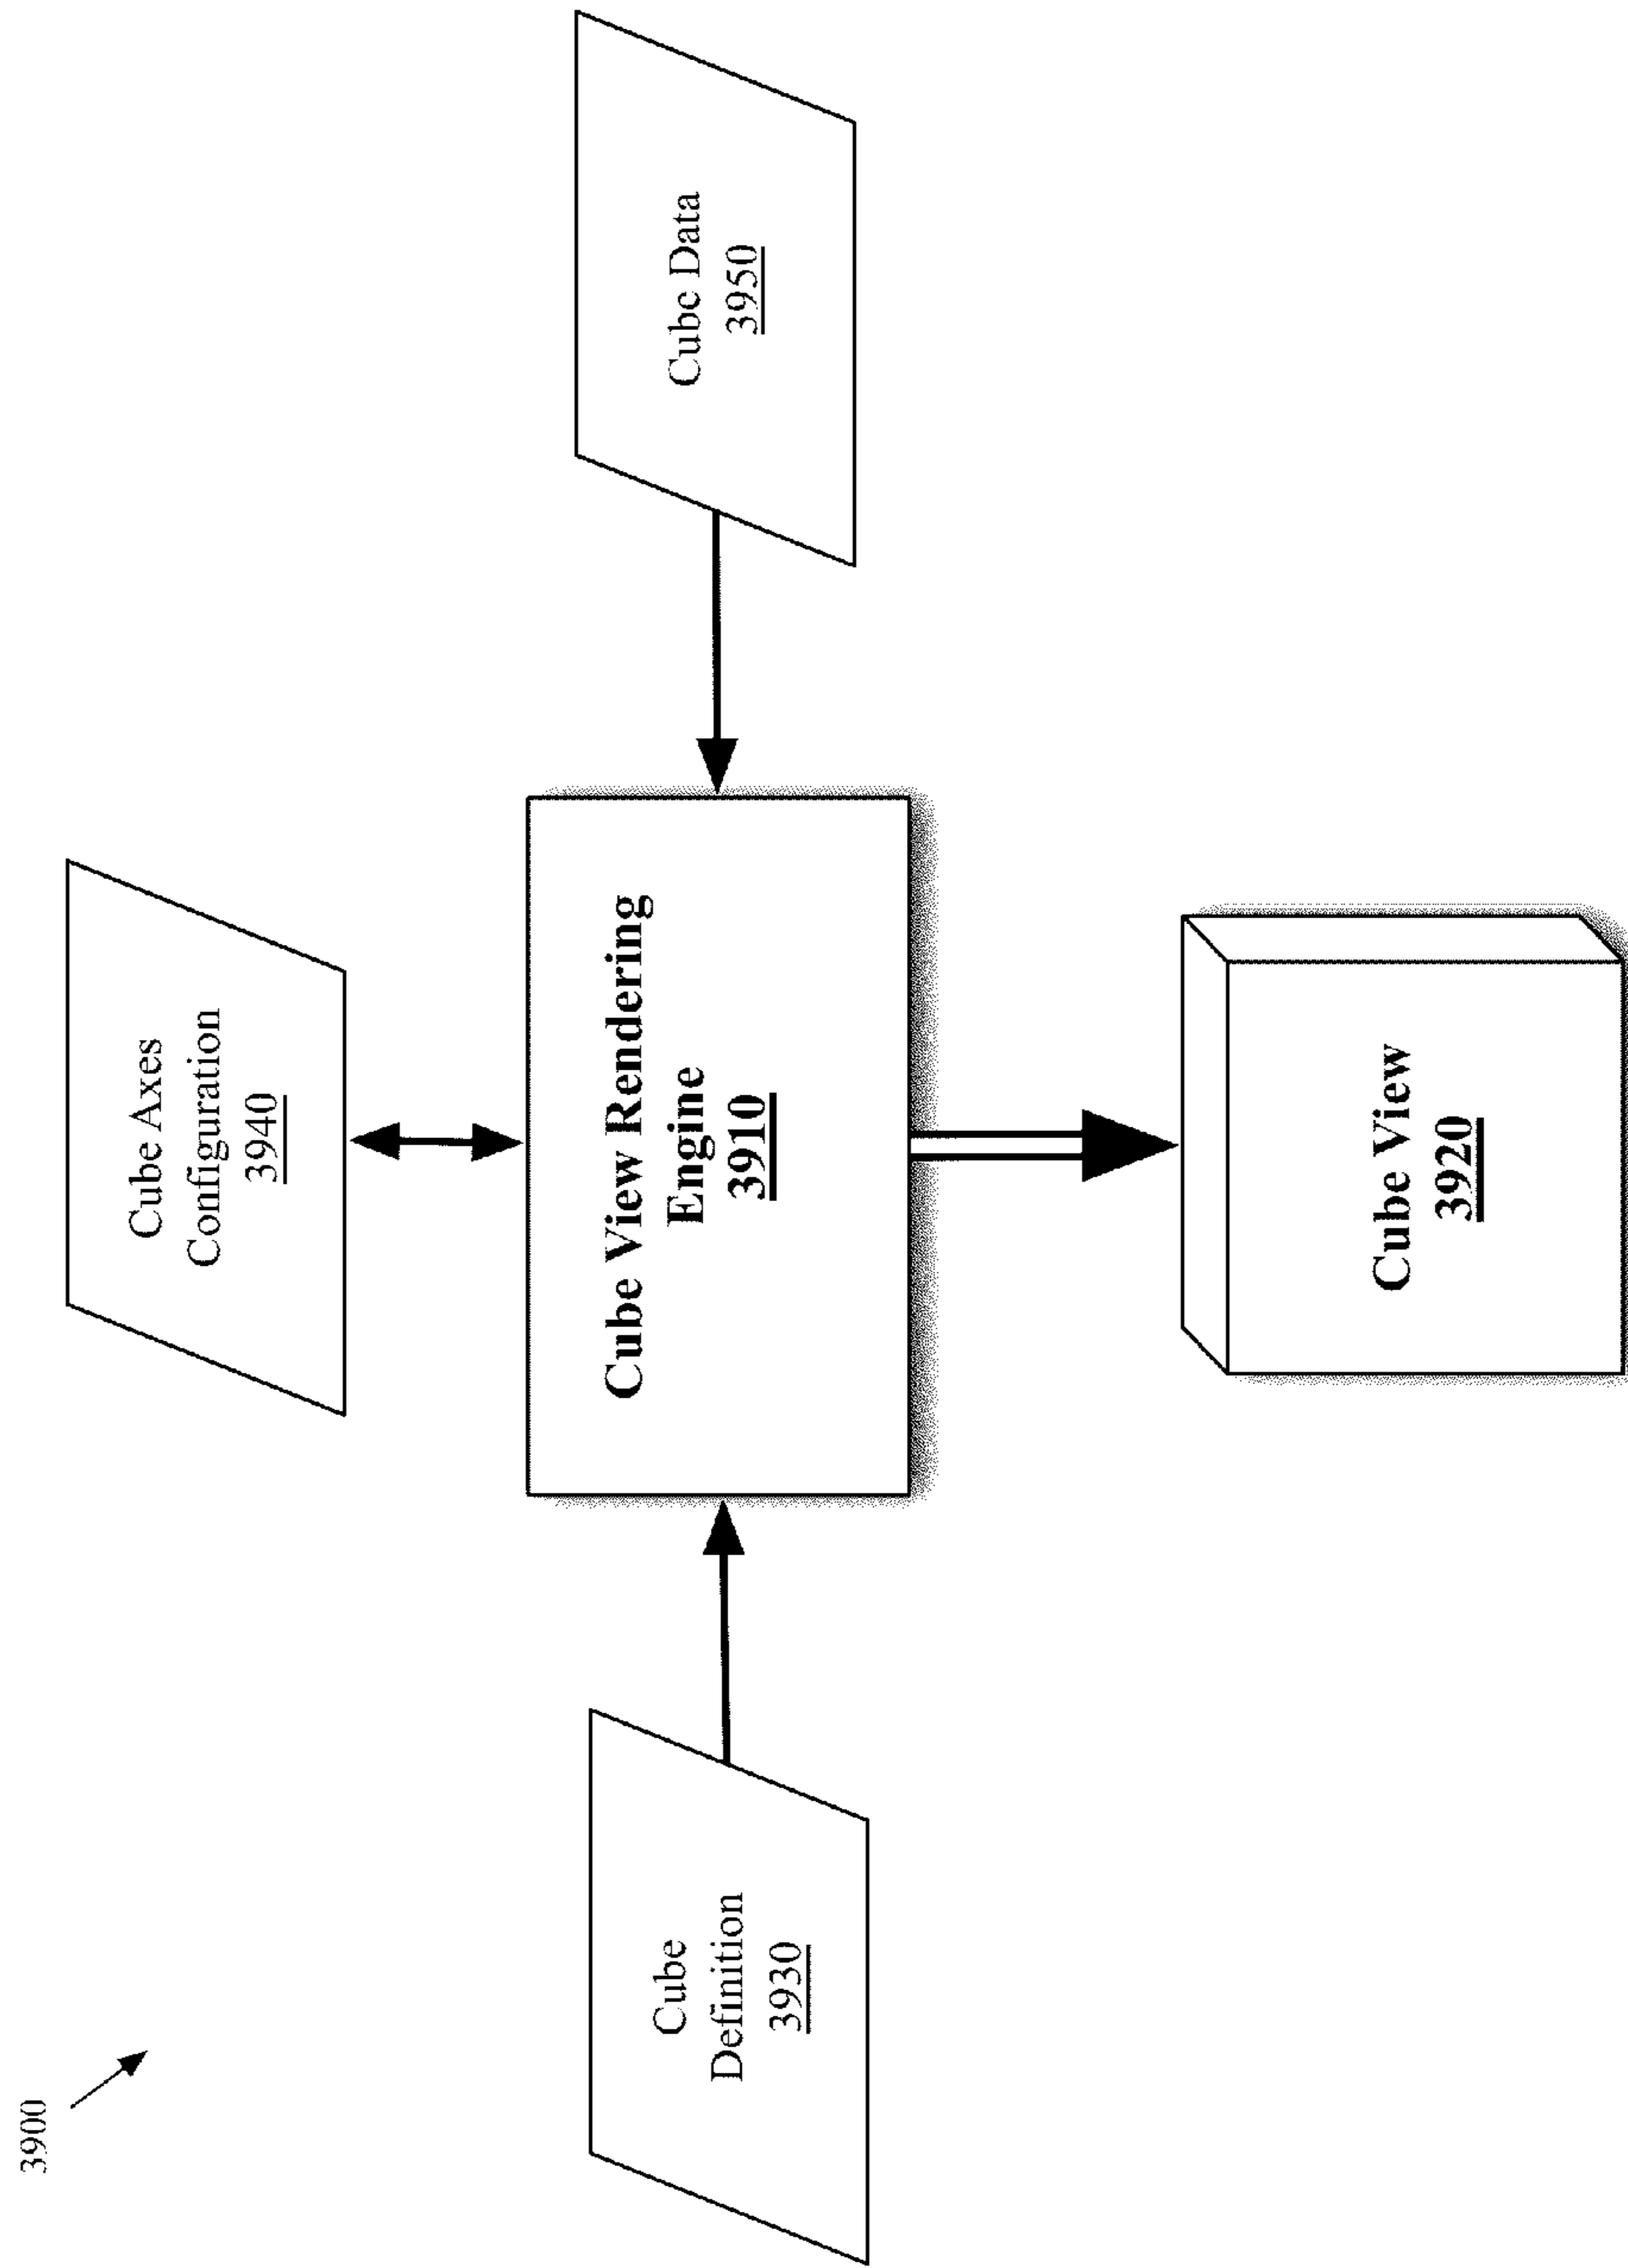 3900
Cube Axes
Configuration
3940
Cube
Definition
3930
Cube View Rendering
Engine
3910
Cube Data
3950
Cube View
3920